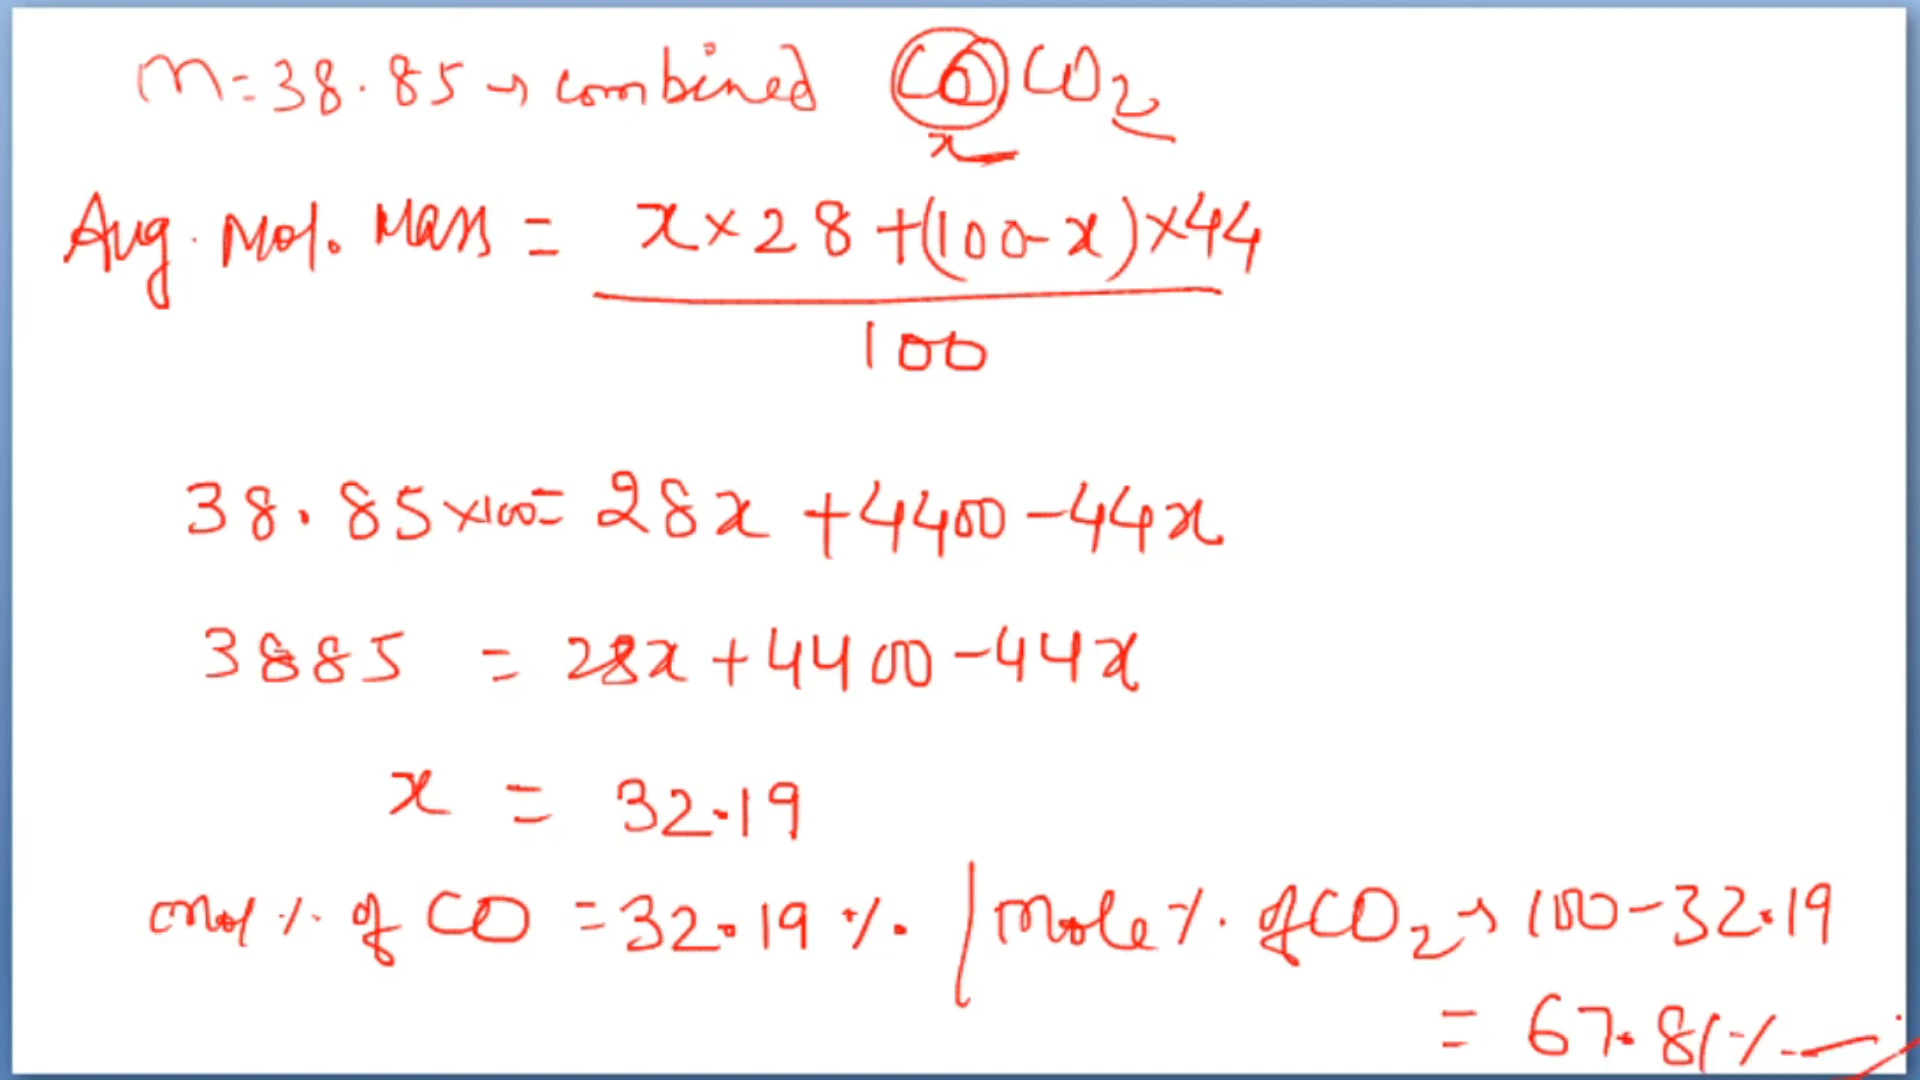 m = 38.85 → combined CO CO₂
x
Avg. Mol. Mass = x × 28 + (100 - x) × 44
100
38.85 × 100 = 28x + 4400 - 44x
3885 = 28x + 4400 - 44x
x = 32.19
mol % of CO = 32.19 % / mole % of CO₂ → 100 - 32.19
= 67.81 %